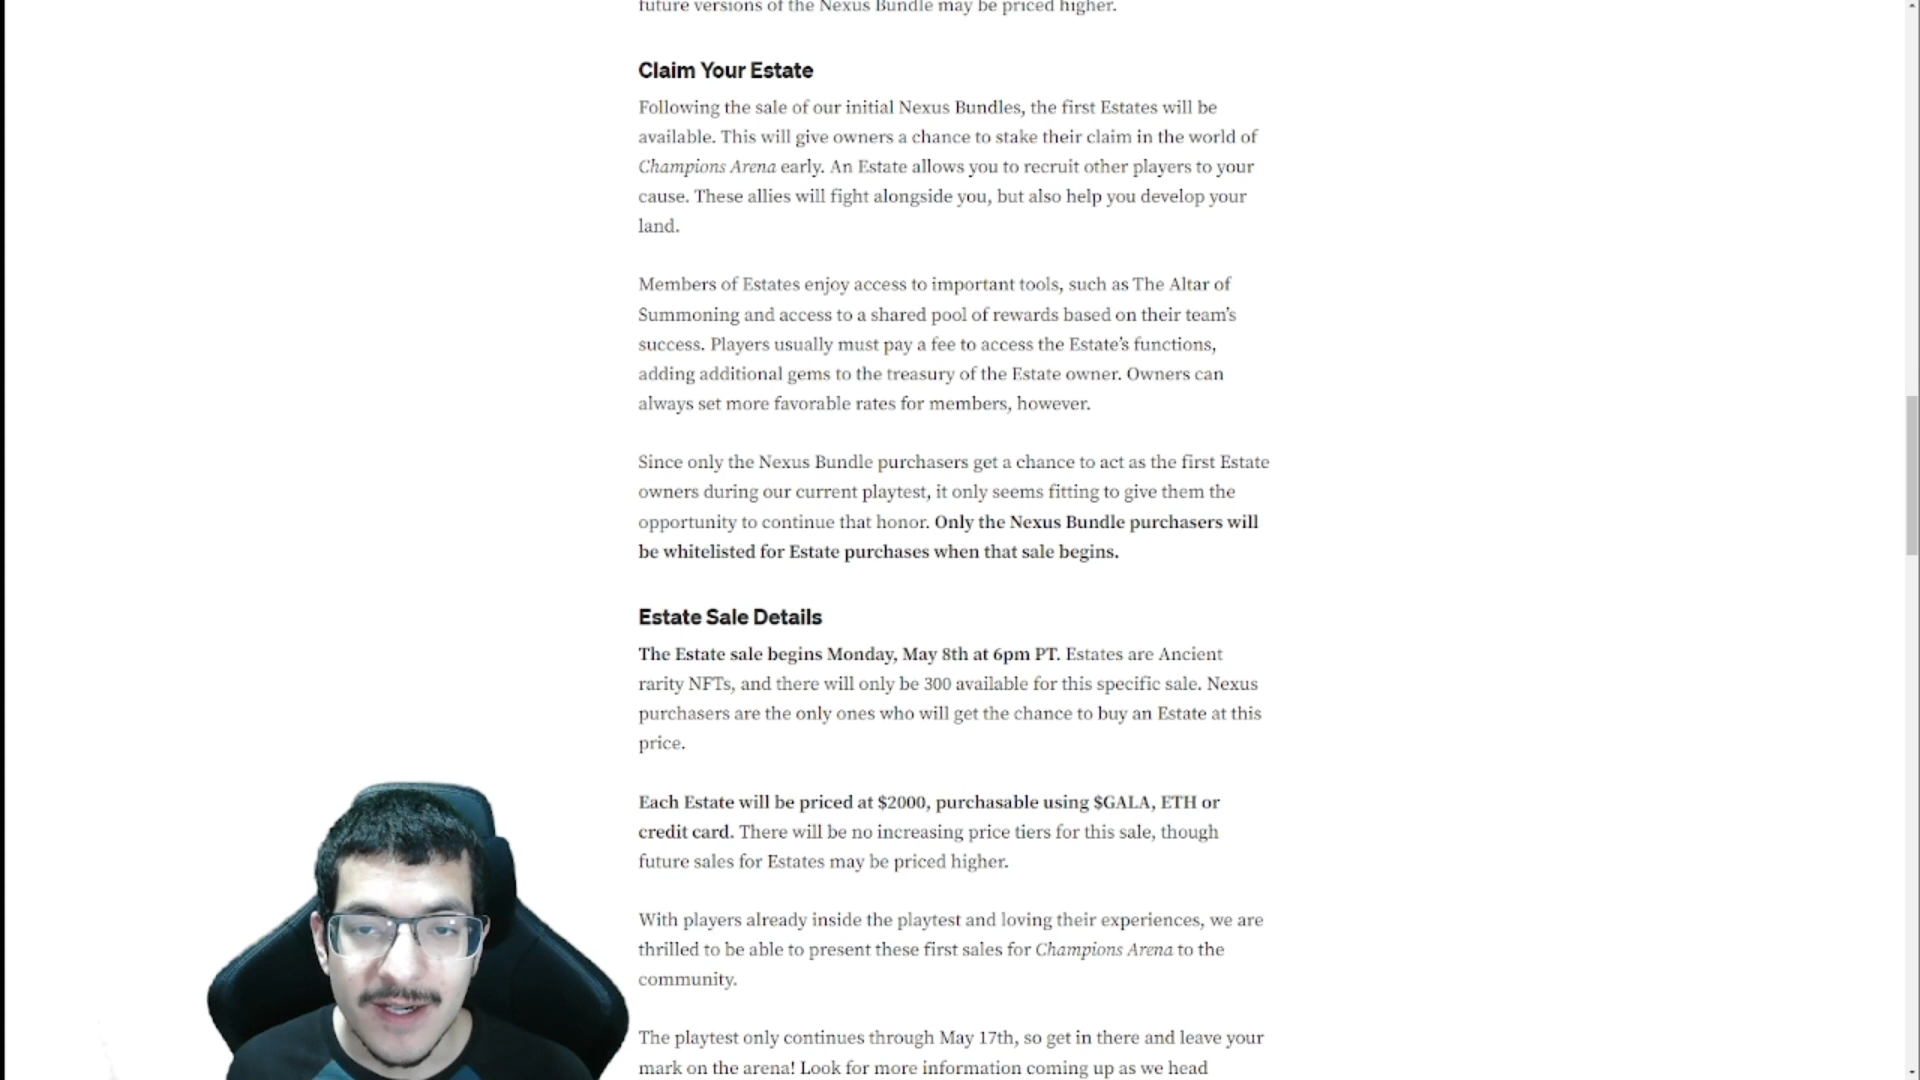 future versions of the Nexus Bundle may be priced higher.
Claim Your Estate
Following the sale of our initial Nexus Bundles, the first Estates will be
available. This will give owners a chance to stake their claim in the world of
Champions Arena early. An Estate allows you to recruit other players to your
cause. These allies will fight alongside you, but also help you develop your
land.
Members of Estates enjoy access to important tools, such as The Altar of
Summoning and access to a shared pool of rewards based on their team's
success. Players usually must pay a fee to access the Estate's functions,
adding additional gems to the treasury of the Estate owner. Owners can
always set more favorable rates for members, however.
Since only the Nexus Bundle purchasers get a chance to act as the first Estate
owners during our current playtest, it only seems fitting to give them the
opportunity to continue that honor. Only the Nexus Bundle purchasers will
be whitelisted for Estate purchases when that sale begins.
Estate Sale Details
The Estate sale begins Monday, May 8th at 6pm PT. Estates are Ancient
rarity NFTs, and there will only be 300 available for this specific sale. Nexus
purchasers are the only ones who will get the chance to buy an Estate at this
price.
Each Estate will be priced at $2000, purchasable using $GALA, ETH or
credit card. There will be no increasing price tiers for this sale, though
future sales for Estates may be priced higher.
With players already inside the playtest and loving their experiences, we are
thrilled to be able to present these first sales for Champions Arena to the
community.
The playtest only continues through May 17th, so get in there and leave your
mark on the arena! Look for more information coming up as we head